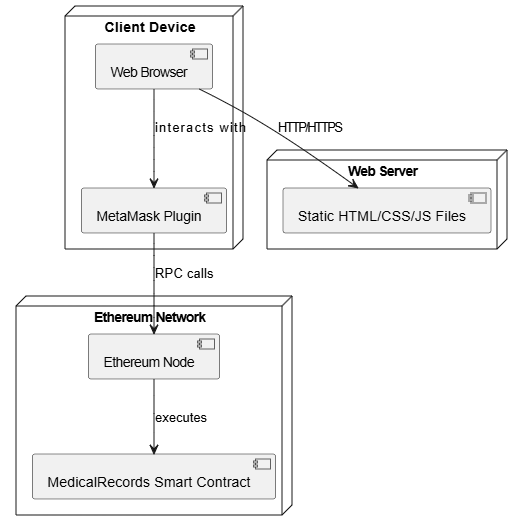 Client Device
Web Browser
interacts with
HTTP/HTTPS
Web Server
MetaMask Plugin
Static HTML/CSS/JS Files
RPC calls
Ethereum Network
Ethereum Node
executes
MedicalRecords Smart Contract